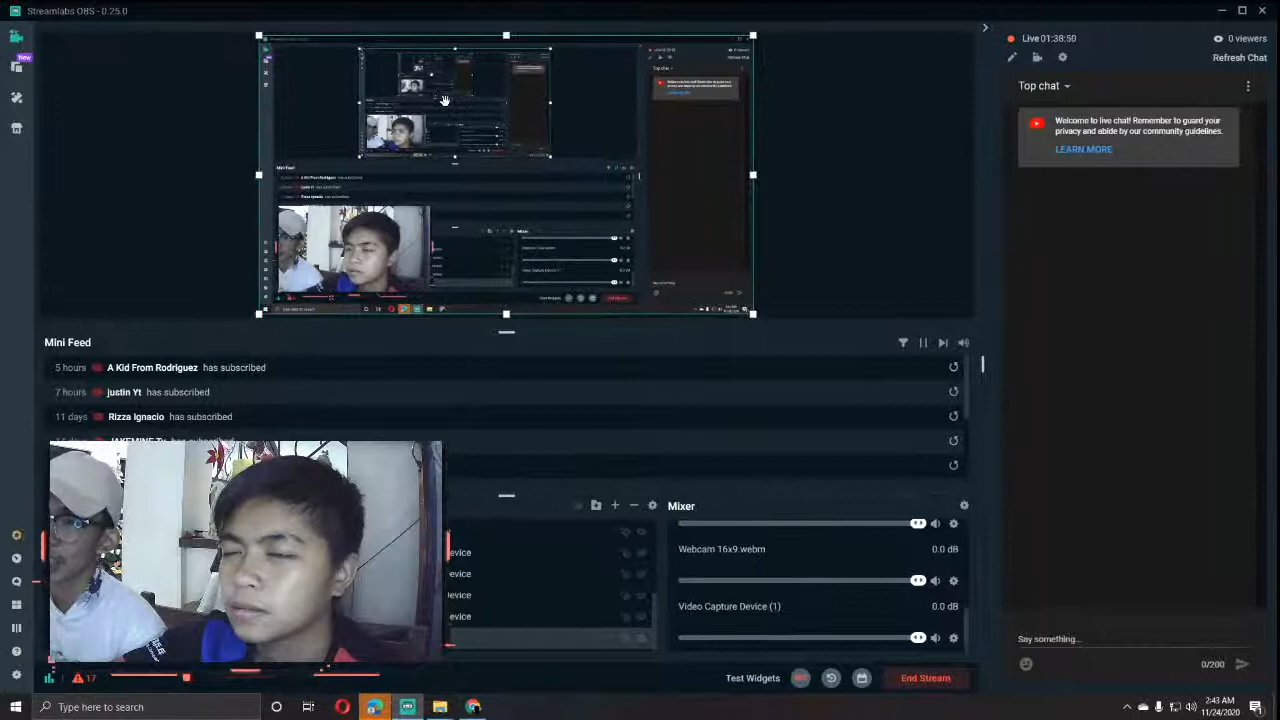 Streamlabs OBS - 0.25.0
New
Live 01:38:50
0 viewers
Refresh Chat
Top chat
Welcome to live chat! Remember to guard your
privacy and abide by our community guidelines.
LEARN MORE
Mini Feed
5 hours A Kid From Rodriguez has subscribed
7 hours justin Yt has subscribed
11 days Rizza Ignacio has subscribed
Mixer
Webcam 16x9.webm 0.0 dB
Video Capture Device (1) 0.0 dB
Say something...
0/200
17
Test Widgets
REC
End Stream
Type here to search
2:43 AM
11/24/2020